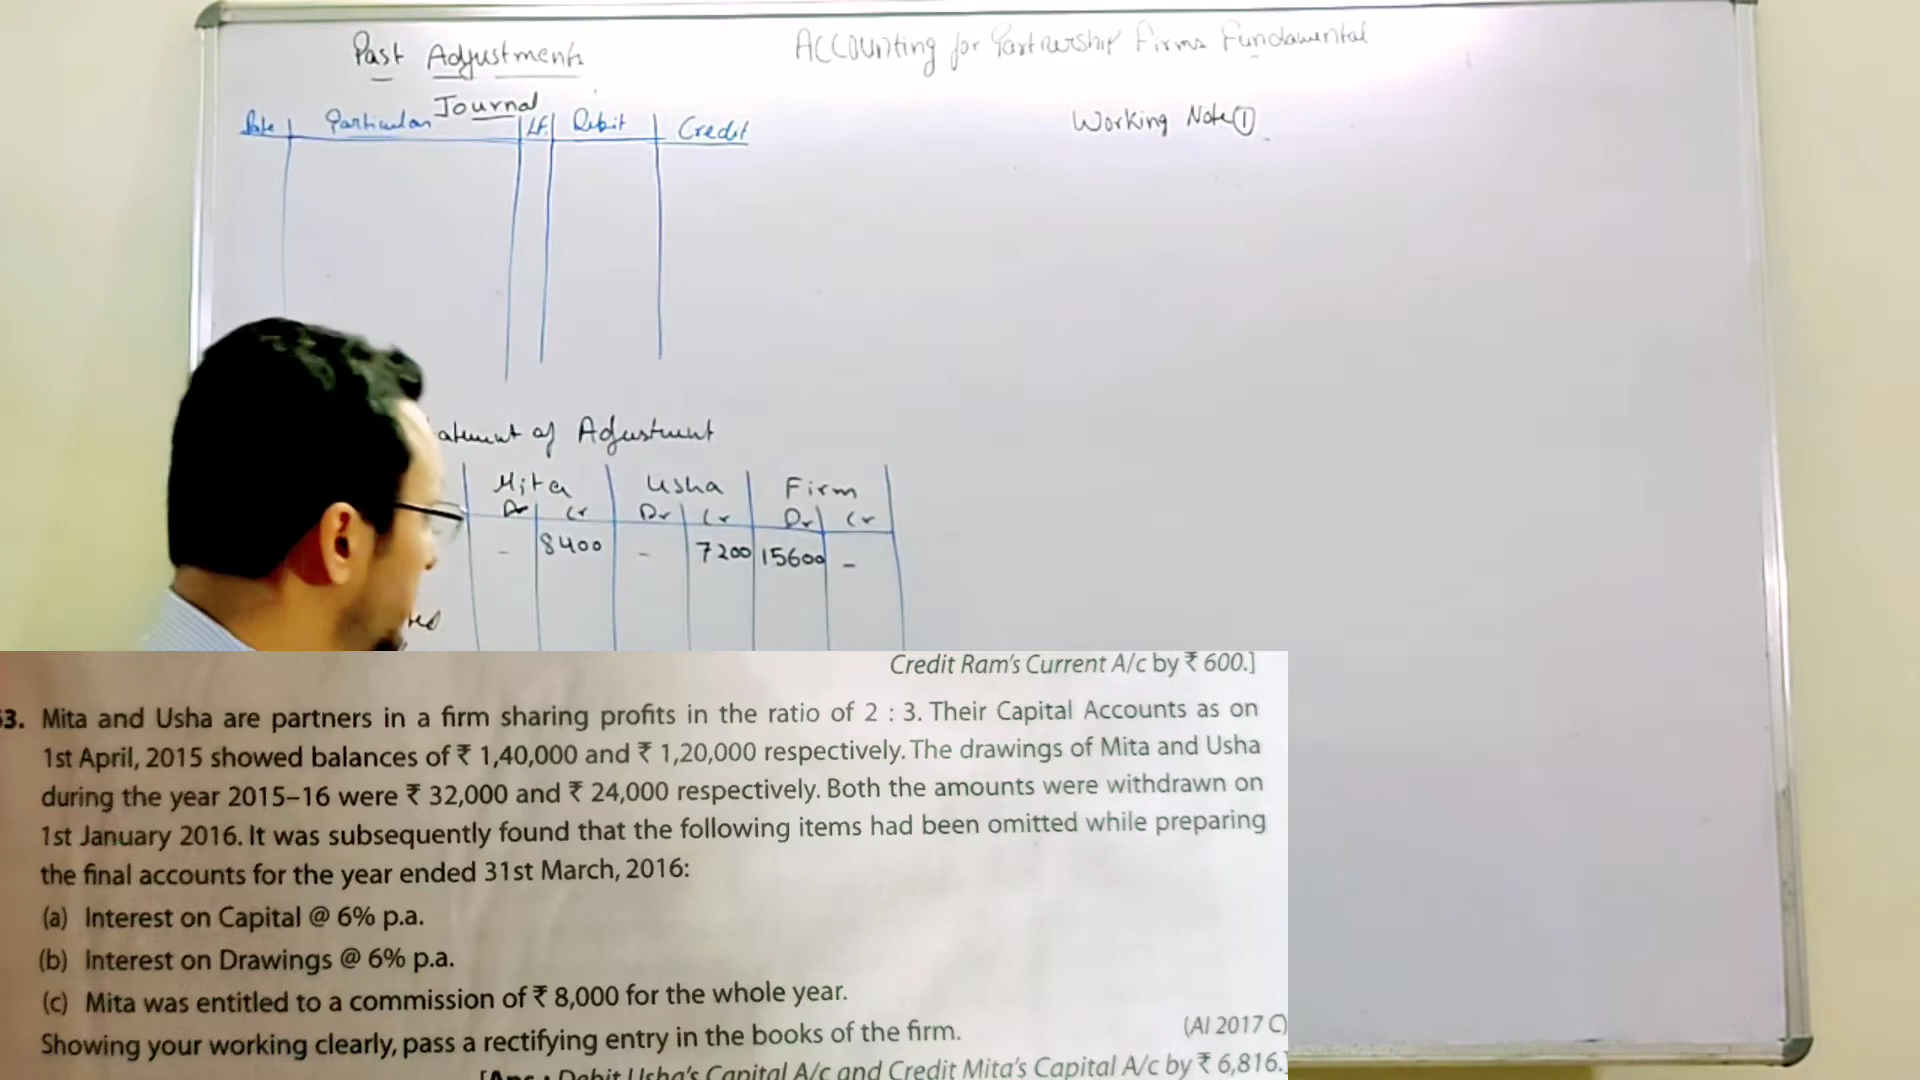 Past Adjustments
ACCOUnting for Partnership Firms Fundamental
Journal
Date Particular L.F. Debit Credit
Working Note ①
atement of Adjustment
Mita Usha Firm
Dr Cr Dr Cr Dr Cr
- 8400 - 7200 15600 -
red
Credit Ram's Current A/c by ₹ 600.]
3. Mita and Usha are partners in a firm sharing profits in the ratio of 2 : 3. Their Capital Accounts as on
1st April, 2015 showed balances of ₹ 1,40,000 and ₹ 1,20,000 respectively. The drawings of Mita and Usha
during the year 2015–16 were ₹ 32,000 and ₹ 24,000 respectively. Both the amounts were withdrawn on
1st January 2016. It was subsequently found that the following items had been omitted while preparing
the final accounts for the year ended 31st March, 2016:
(a) Interest on Capital @ 6% p.a.
(b) Interest on Drawings @ 6% p.a.
(c) Mita was entitled to a commission of ₹ 8,000 for the whole year.
Showing your working clearly, pass a rectifying entry in the books of the firm.
(AI 2017 C)
[Ans.: Debit Usha's Capital A/c and Credit Mita's Capital A/c by ₹ 6,816.]